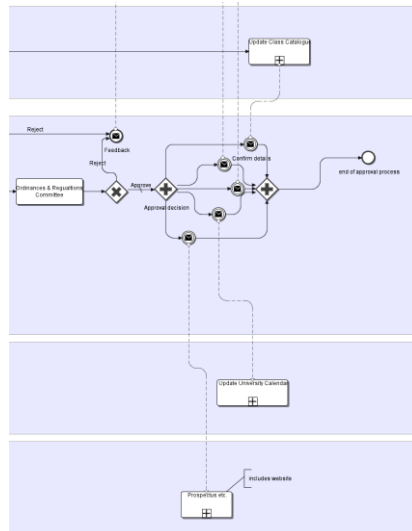 Update Class Catalogue
Reject
Feedback
Confirm details
Reject
end of approval process
Ordinances & Reguations
Committee
Approve
Approval decision
Update University Calendar
Prospectus etc.
includes website